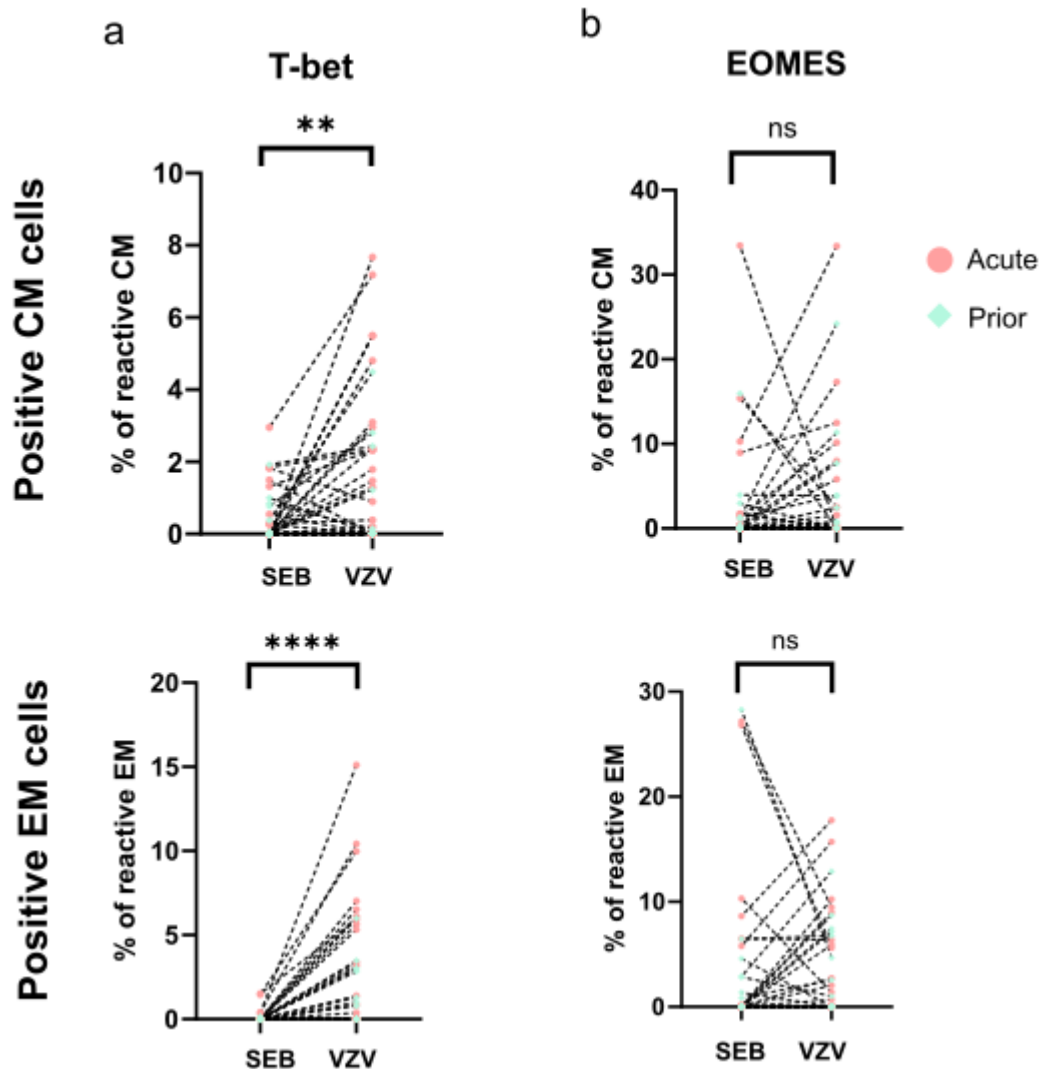 a
b
T-bet
EOMES
Positive CM cells
% of reactive CM
**
10
8
6
4
2
0
SEB VZV
% of reactive CM
ns
40
30
20
10
0
SEB VZV
Acute
Prior
Positive EM cells
% of reactive EM
****
20
15
10
5
0
SEB VZV
% of reactive EM
ns
30
20
10
0
SEB VZV